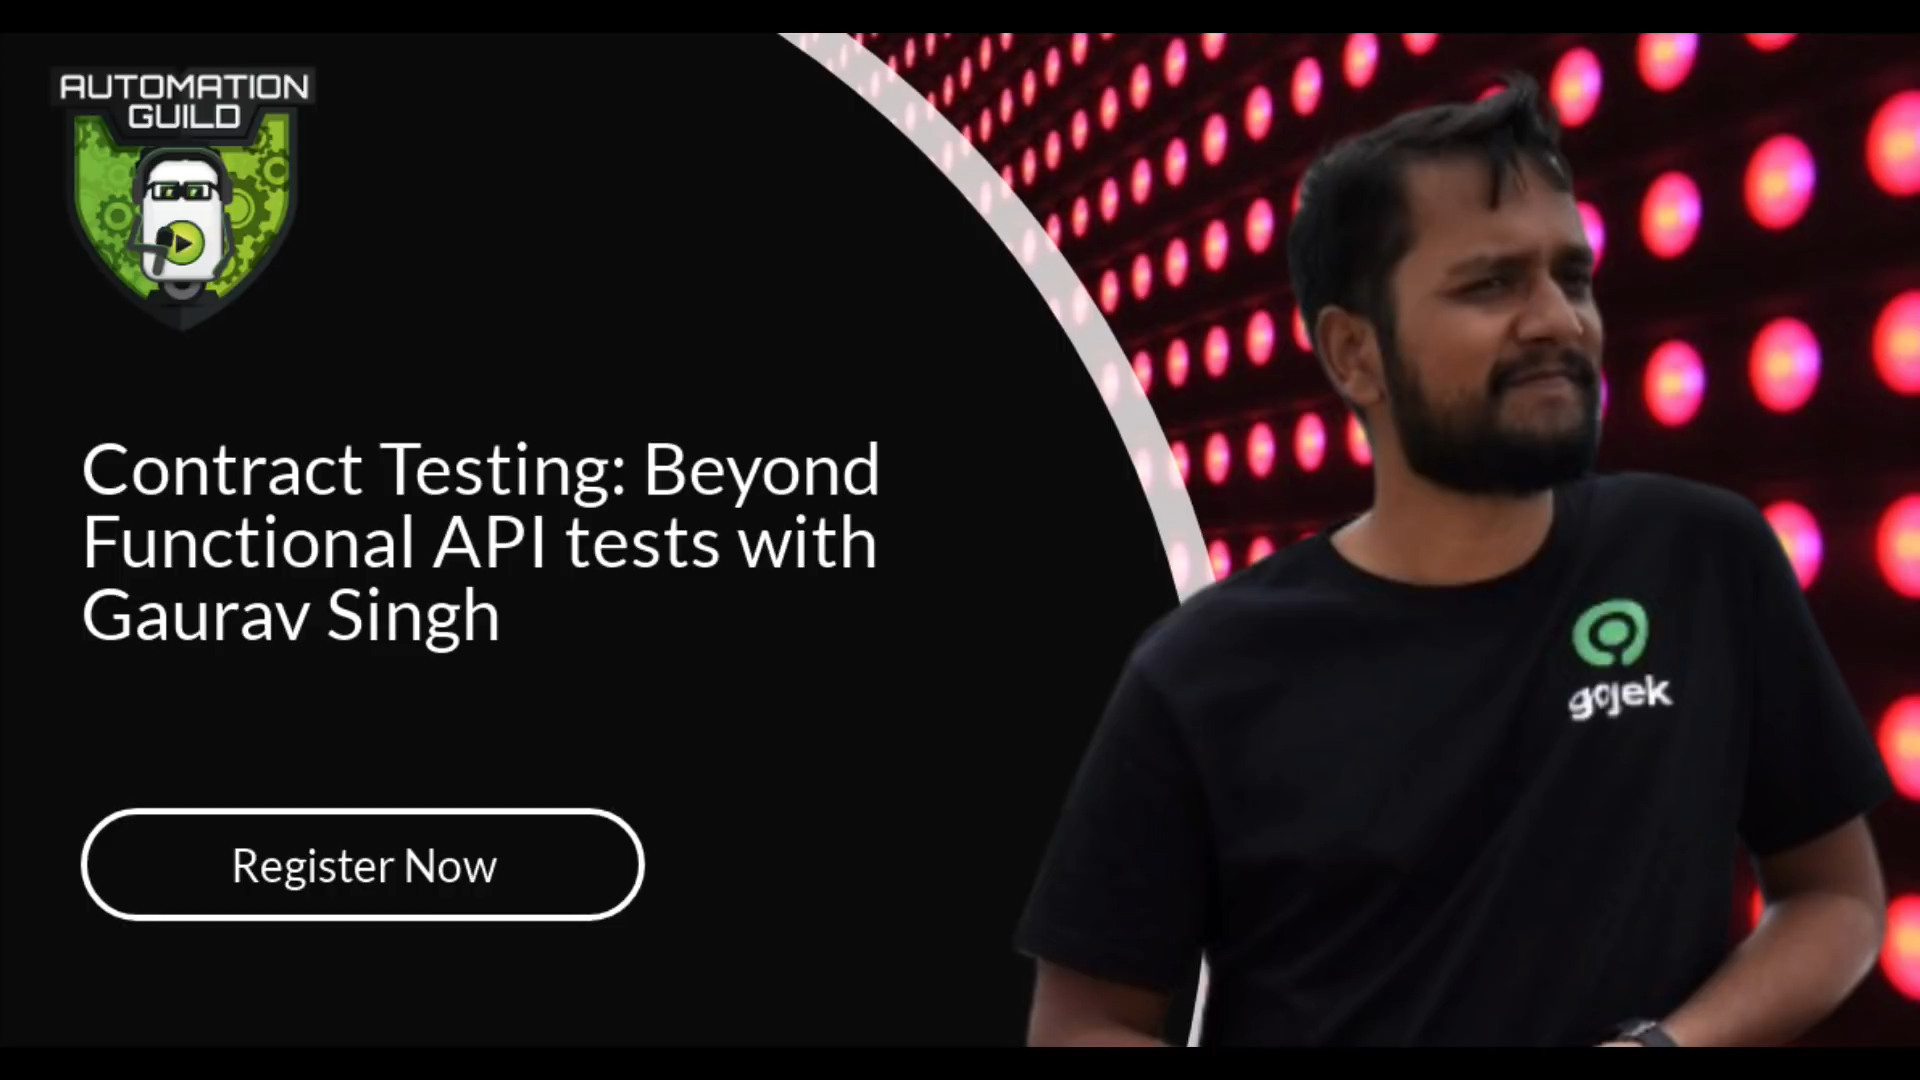 AUTOMATION
GUILD
Contract Testing: Beyond
Functional API tests with
Gaurav Singh
Register Now
gojek